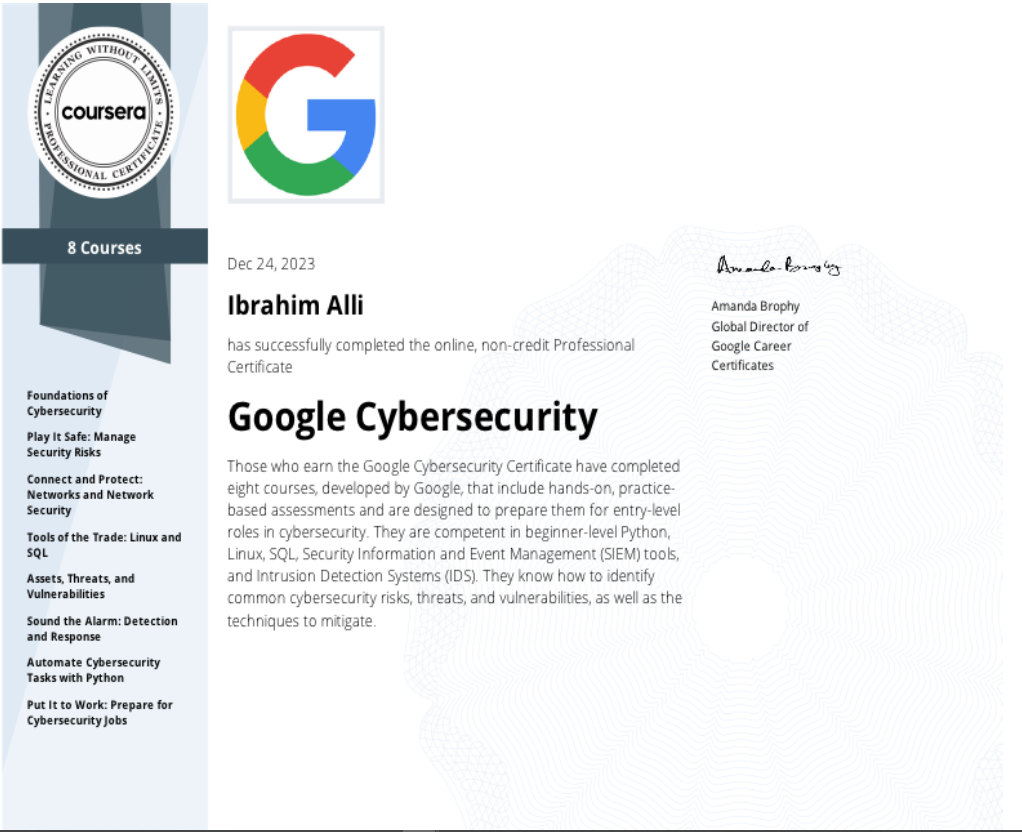 LEARNING WITHOUT LIMITS
coursera
PROFESSIONAL CERTIFICATE
8 Courses
Foundations of
Cybersecurity
Play It Safe: Manage
Security Risks
Connect and Protect:
Networks and Network
Security
Tools of the Trade: Linux and
SQL
Assets, Threats, and
Vulnerabilities
Sound the Alarm: Detection
and Response
Automate Cybersecurity
Tasks with Python
Put It to Work: Prepare for
Cybersecurity Jobs
G
Dec 24, 2023
Ibrahim Alli
has successfully completed the online, non-credit Professional
Certificate
Google Cybersecurity
Those who earn the Google Cybersecurity Certificate have completed
eight courses, developed by Google, that include hands-on, practice-
based assessments and are designed to prepare them for entry-level
roles in cybersecurity. They are competent in beginner-level Python,
Linux, SQL, Security Information and Event Management (SIEM) tools,
and Intrusion Detection Systems (IDS). They know how to identify
common cybersecurity risks, threats, and vulnerabilities, as well as the
techniques to mitigate.
Amanda Brophy
Amanda Brophy
Global Director of
Google Career
Certificates